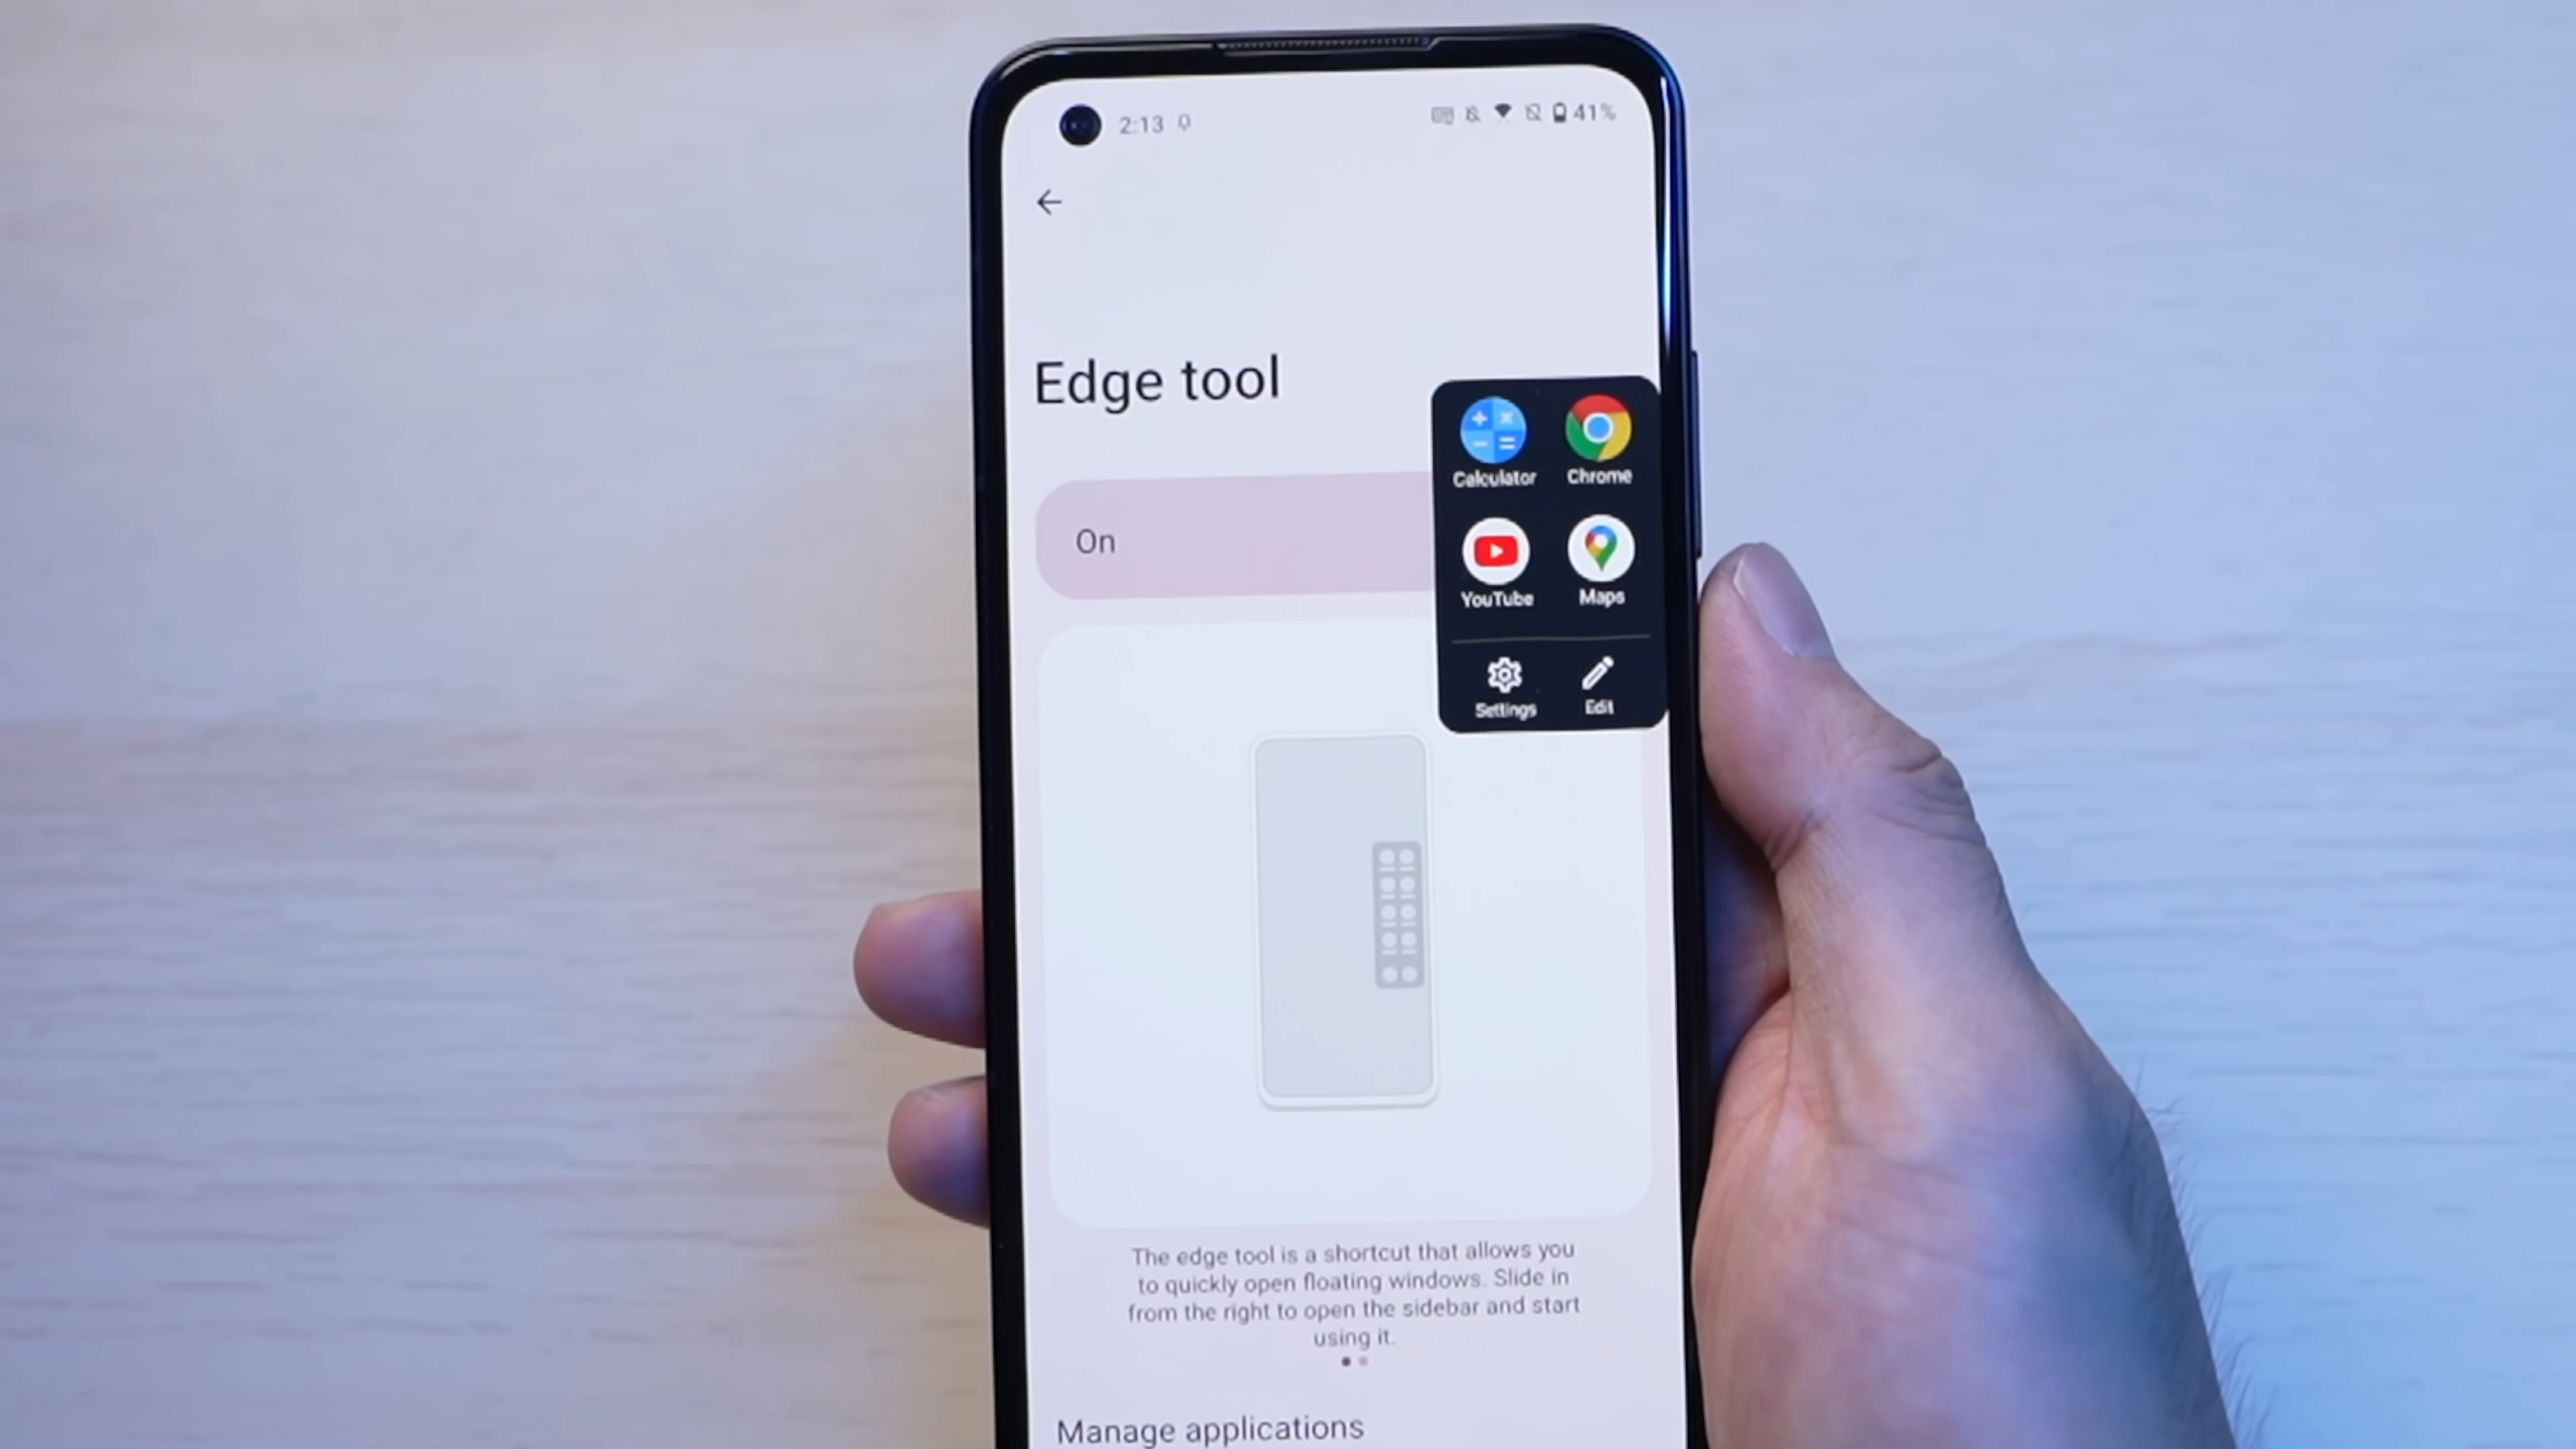 2:13
41%
Edge tool
On
Calculator Chrome
YouTube Maps
Settings Edit
The edge tool is a shortcut that allows you
to quickly open floating windows. Slide in
from the right to open the sidebar and start
using it.
Manage applications